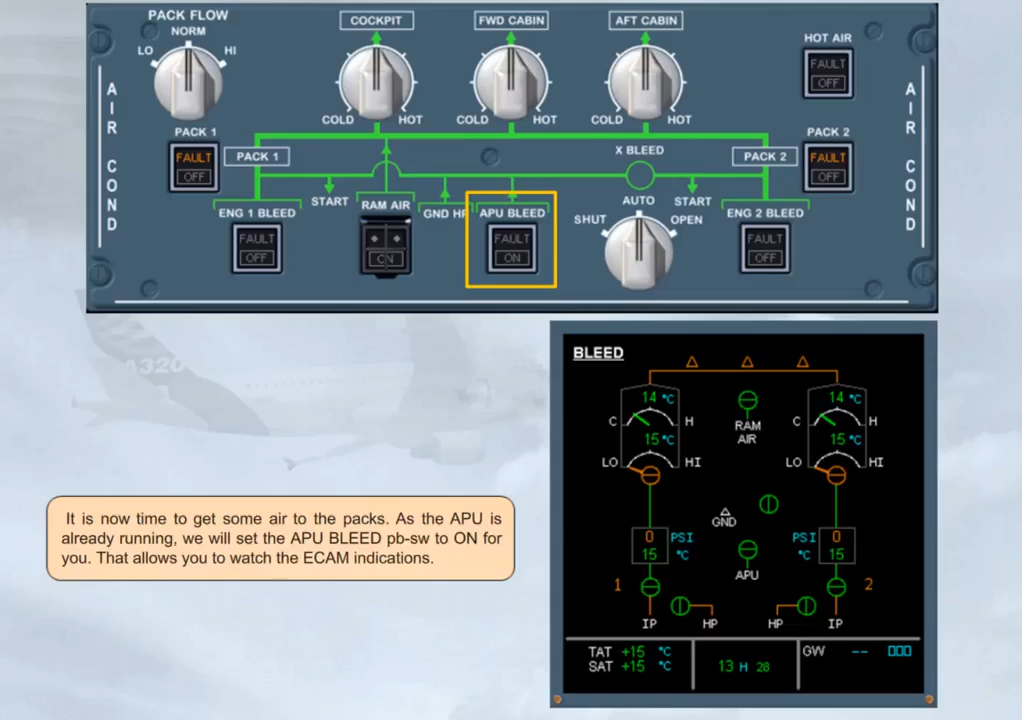 PACK FLOW
NORM
LO HI
COCKPIT FWD CABIN AFT CABIN
HOT AIR
FAULT
OFF
COLD HOT COLD HOT COLD HOT
AIR COND
AIR COND
PACK 1
FAULT
OFF
PACK 1
X BLEED
PACK 2
PACK 2
FAULT
OFF
START
RAM AIR
GND HP
APU BLEED
START
ENG 1 BLEED
ENG 2 BLEED
AUTO
SHUT OPEN
FAULT
OFF
ON
FAULT
ON
FAULT
OFF
A320
BLEED
14 °C 14 °C
C H RAM AIR C H
15 °C 15 °C
LO HI LO HI
GND
0 PSI PSI 0
15 °C °C 15
APU
1 2
IP HP HP IP
TAT +15 °C
SAT +15 °C
13 H 28
GW --
It is now time to get some air to the packs. As the APU is
already running, we will set the APU BLEED pb-sw to ON for
you. That allows you to watch the ECAM indications.